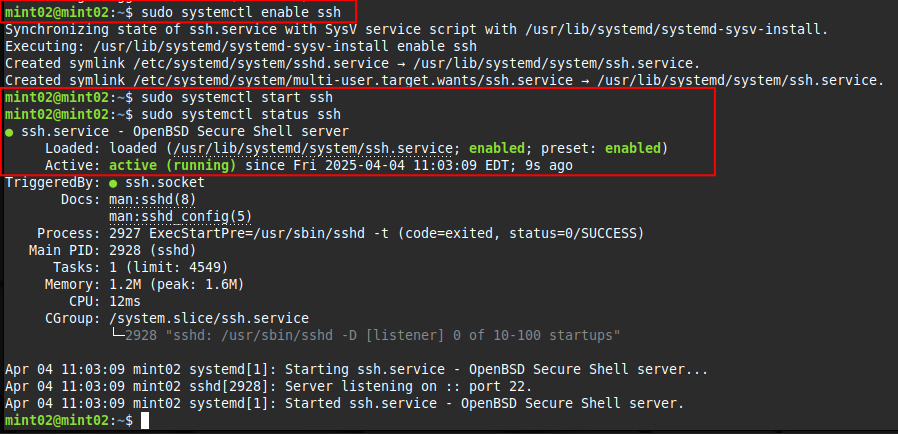 mint02@mint02:~$ sudo systemctl enable ssh
Synchronizing state of ssh.service with SysV service script with /usr/lib/systemd/systemd-sysv-install.
Executing: /usr/lib/systemd/systemd-sysv-install enable ssh
Created symlink /etc/systemd/system/sshd.service → /usr/lib/systemd/system/ssh.service.
Created symlink /etc/systemd/system/multi-user.target.wants/ssh.service → /usr/lib/systemd/system/ssh.service.
mint02@mint02:~$ sudo systemctl start ssh
mint02@mint02:~$ sudo systemctl status ssh
● ssh.service - OpenBSD Secure Shell server
     Loaded: loaded (/usr/lib/systemd/system/ssh.service; enabled; preset: enabled)
     Active: active (running) since Fri 2025-04-04 11:03:09 EDT; 9s ago
TriggeredBy: ● ssh.socket
       Docs: man:sshd(8)
             man:sshd_config(5)
    Process: 2927 ExecStartPre=/usr/sbin/sshd -t (code=exited, status=0/SUCCESS)
   Main PID: 2928 (sshd)
      Tasks: 1 (limit: 4549)
     Memory: 1.2M (peak: 1.6M)
        CPU: 12ms
     CGroup: /system.slice/ssh.service
             └─2928 "sshd: /usr/sbin/sshd -D [listener] 0 of 10-100 startups"

Apr 04 11:03:09 mint02 systemd[1]: Starting ssh.service - OpenBSD Secure Shell server...
Apr 04 11:03:09 mint02 sshd[2928]: Server listening on :: port 22.
Apr 04 11:03:09 mint02 systemd[1]: Started ssh.service - OpenBSD Secure Shell server.
mint02@mint02:~$